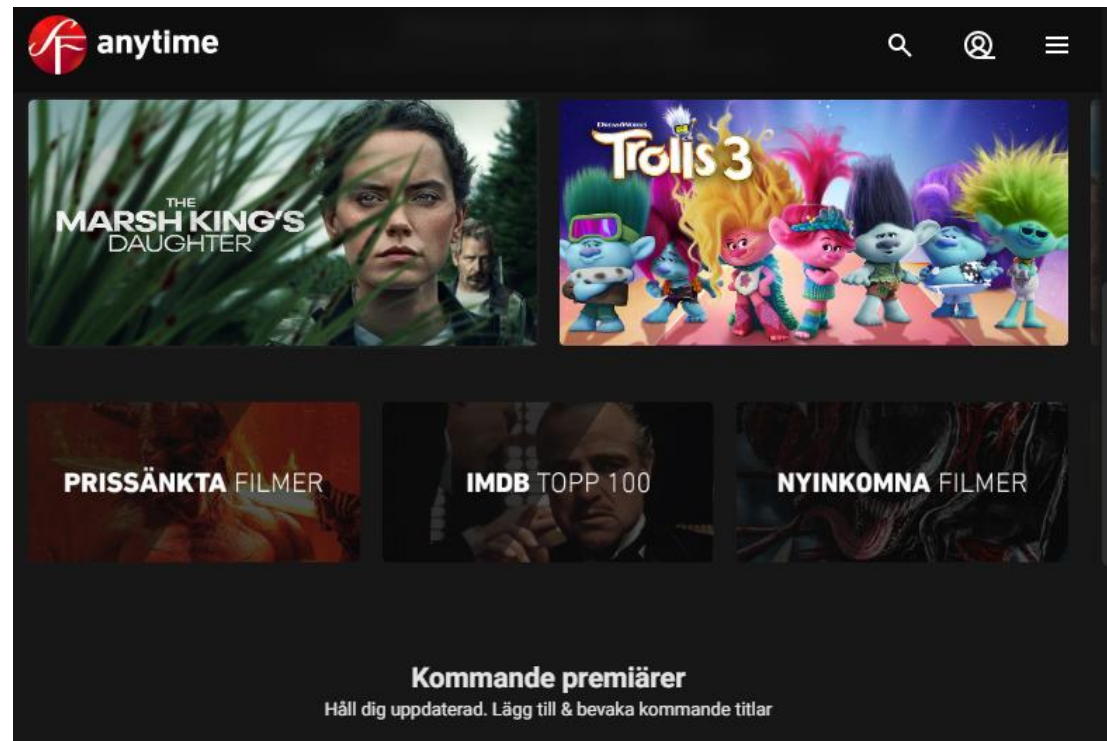 SF anytime
THE
MARSH KING'S
DAUGHTER
DREAMWORKS
Trolls 3
PRISSÄNKTA FILMER
IMDB TOPP 100
NYINKOMNA FILMER
Kommande premiärer
Håll dig uppdaterad. Lägg till & bevaka kommande titlar